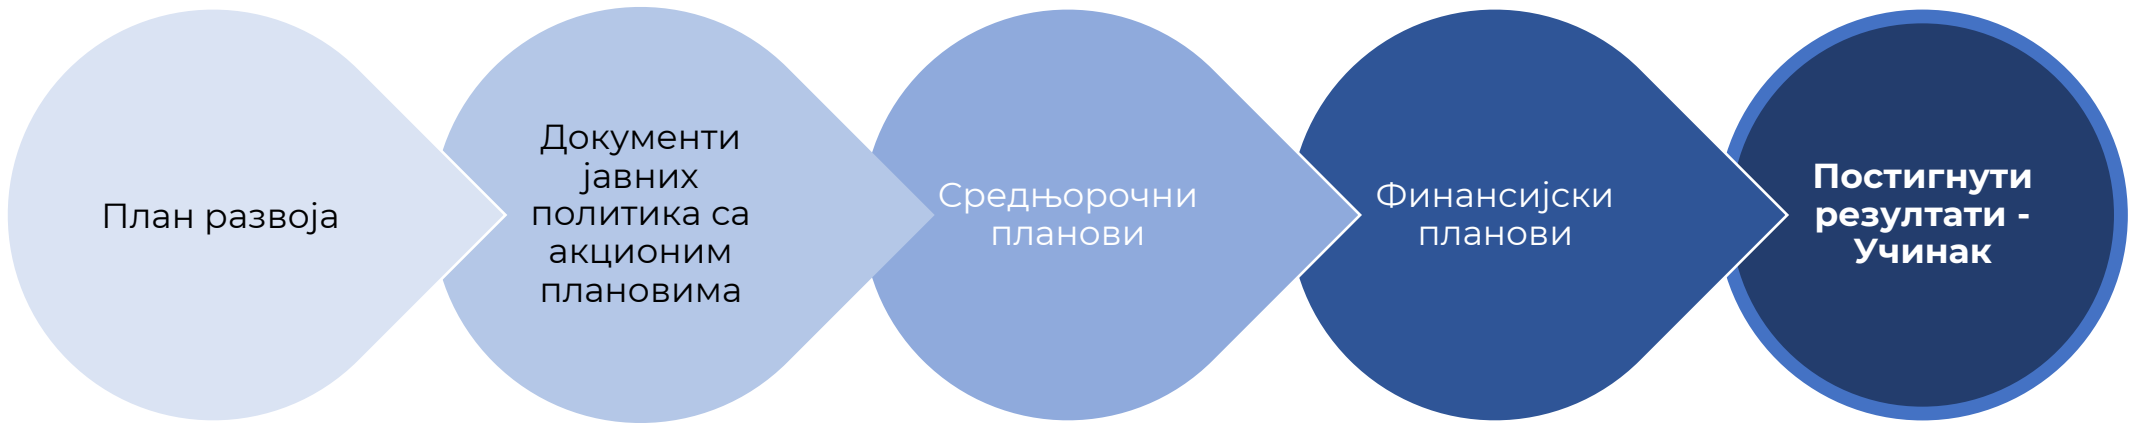 План развоја
Документи
јавних
политика са
акционим
плановима
Средњорочни
планови
Финансијски
планови
Постигнути
резултати -
Учинак